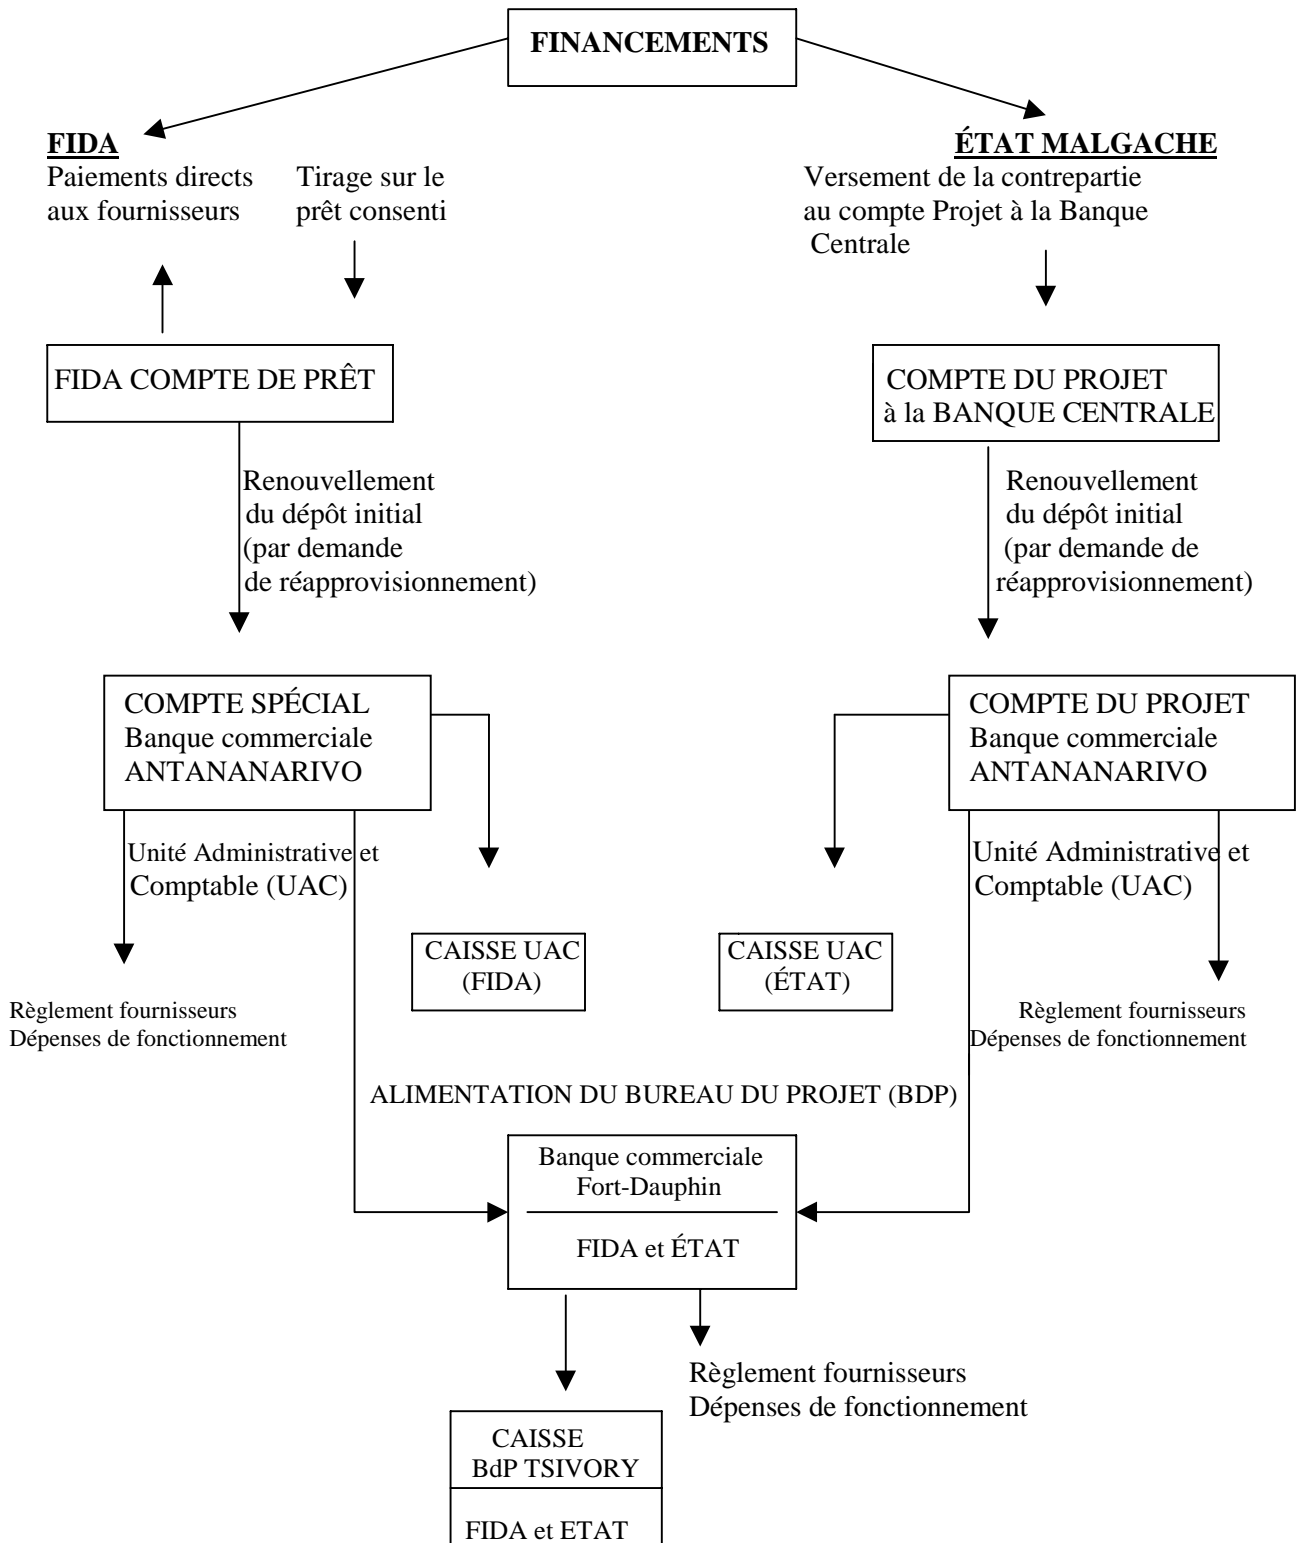 FINANCEMENTS
FIDA
Paiements directs
aux fournisseurs
Tirage sur le
prêt consenti
ÉTAT MALGACHE
Versement de la contrepartie
au compte Projet à la Banque
Centrale
FIDA COMPTE DE PRÊT
COMPTE DU PROJET
à la BANQUE CENTRALE
Renouvellement
du dépôt initial
(par demande
de réapprovisionnement)
Renouvellement
du dépôt initial
(par demande de
réapprovisionnement)
COMPTE SPÉCIAL
Banque commerciale
ANTANANARIVO
COMPTE DU PROJET
Banque commerciale
ANTANANARIVO
Unité Administrative et
Comptable (UAC)
Unité Administrative et
Comptable (UAC)
CAISSE UAC
(FIDA)
CAISSE UAC
(ÉTAT)
Règlement fournisseurs
Dépenses de fonctionnement
Règlement fournisseurs
Dépenses de fonctionnement
ALIMENTATION DU BUREAU DU PROJET (BDP)
Banque commerciale
Fort-Dauphin
FIDA et ÉTAT
Règlement fournisseurs
Dépenses de fonctionnement
CAISSE
BdP TSIVORY
FIDA et ETAT